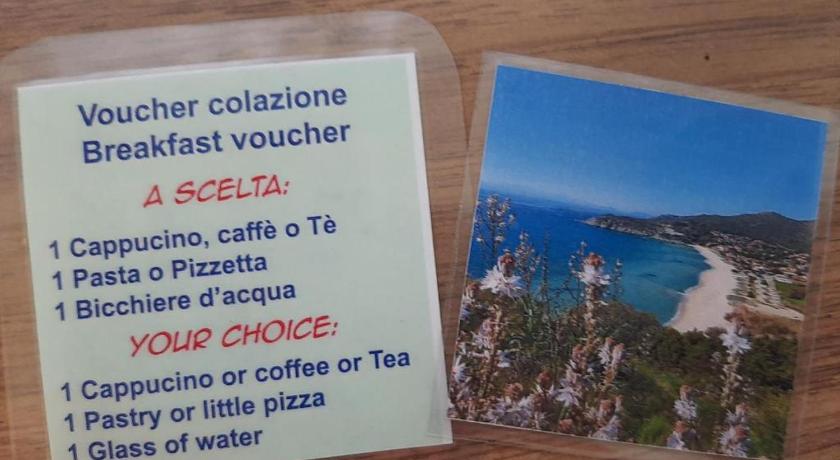 Voucher colazione
Breakfast voucher
A SCELTA:
1 Cappucino, caffè o Tè
1 Pasta o Pizzetta
1 Bicchiere d'acqua
YOUR CHOICE:
1 Cappucino or coffee or Tea
1 Pastry or little pizza
1 Glass of water